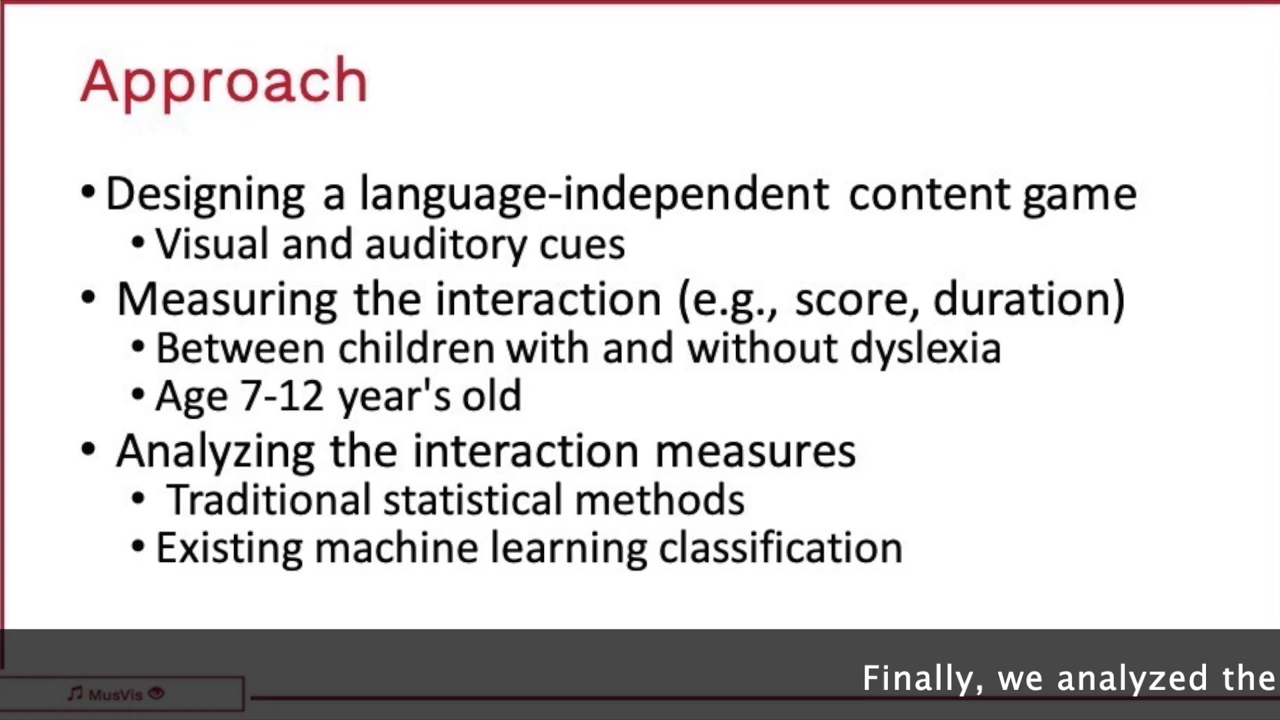 Approach
• Designing a language-independent content game
• Visual and auditory cues
• Measuring the interaction (e.g., score, duration)
• Between children with and without dyslexia
• Age 7-12 year's old
• Analyzing the interaction measures
• Traditional statistical methods
• Existing machine learning classification
Finally, we analyzed the
MusVis